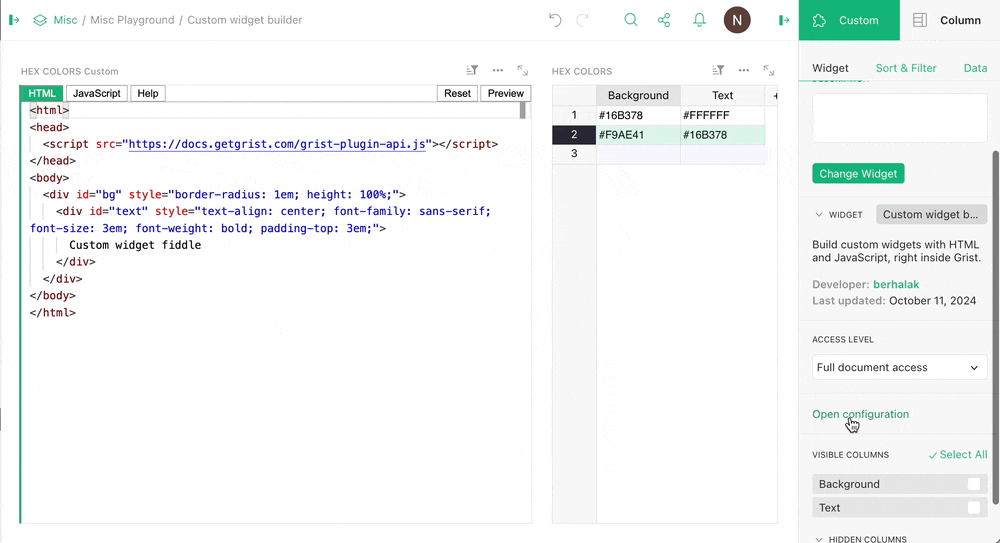 Misc / Misc Playground / Custom widget builder
N
Custom
Column
Widget
Sort & Filter
Data
HEX COLORS Custom
HTML
JavaScript
Help
Reset
Preview
<html>
<head>
<script src="https://docs.getgrist.com/grist-plugin-api.js"></script>
</head>
<body>
<div id="bg" style="border-radius: 1em; height: 100%;">
<div id="text" style="text-align: center; font-family: sans-serif;
font-size: 3em; font-weight: bold; padding-top: 3em;">
Custom widget fiddle
</div>
</div>
</body>
</html>
HEX COLORS
Background Text +
1 #16B378 #FFFFFF
2 #F9AE41 #16B378
3
Change Widget
WIDGET
Custom widget b...
Build custom widgets with HTML
and JavaScript, right inside Grist.
Developer: berhalak
Last updated: October 11, 2024
ACCESS LEVEL
Full document access
Open configuration
VISIBLE COLUMNS
Select All
Background
Text
HIDDEN COLUMNS